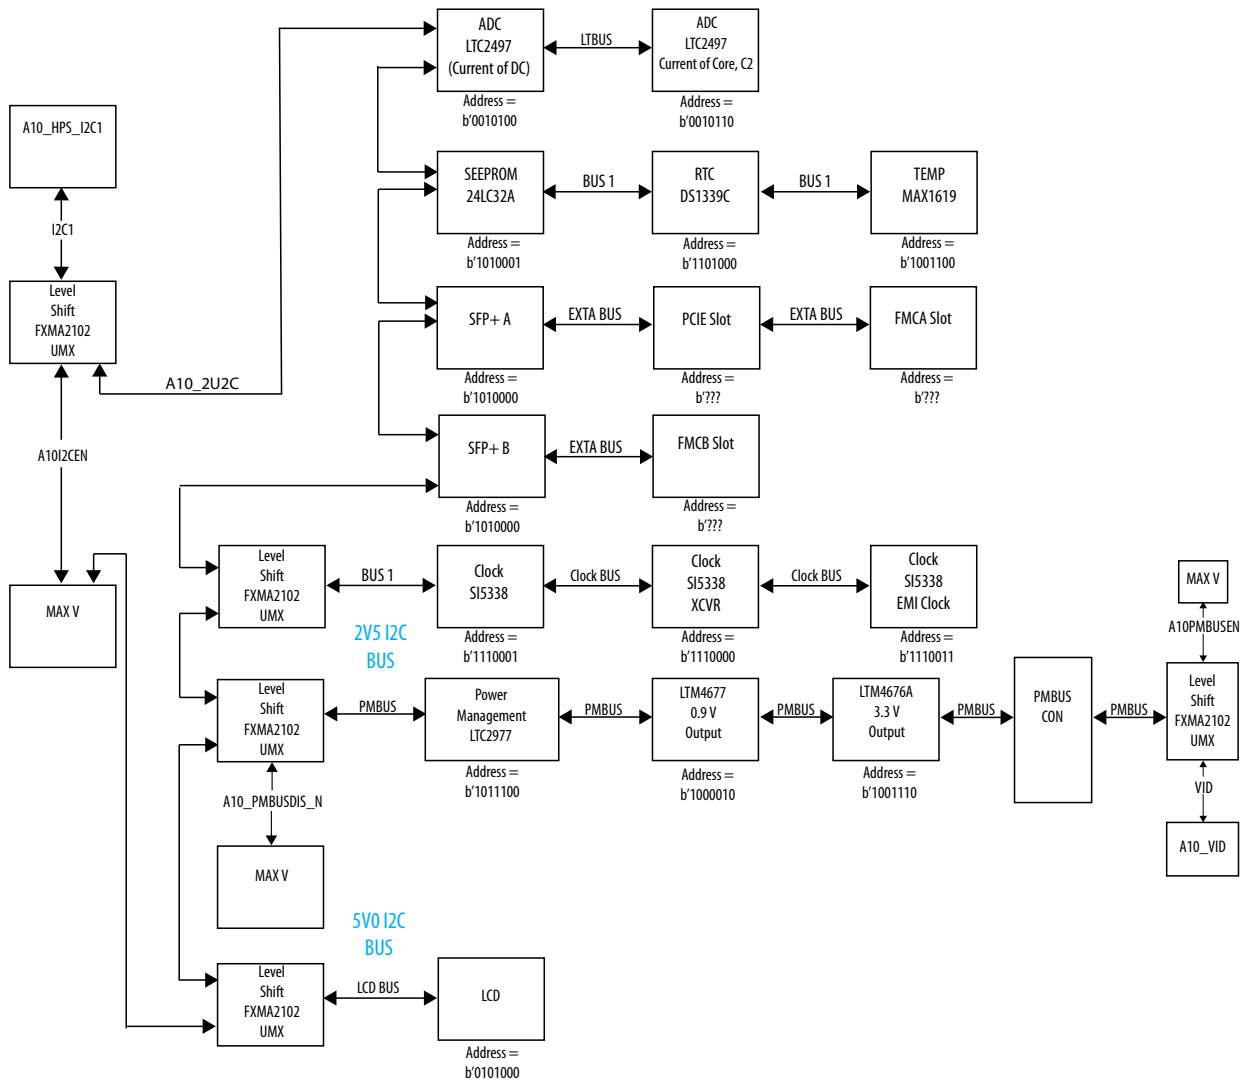 ADC
LTC2497
(Current of DC)
LTBUS
ADC
LTC2497
Current of Core, C2
Address =
b'0010100
Address =
b'0010110
A10_HPS_I2C1
I2C1
Level
Shift
FXMA2102
UMX
A10_2U2C
A10I2CEN
MAX V
SEEPROM
24LC32A
BUS 1
RTC
DS1339C
BUS 1
TEMP
MAX1619
Address =
b'1010001
Address =
b'1101000
Address =
b'1001100
SFP+ A
EXTA BUS
PCIE Slot
EXTA BUS
FMCA Slot
Address =
b'1010000
Address =
b'???
Address =
b'???
SFP+ B
EXTA BUS
FMCB Slot
Address =
b'1010000
Address =
b'???
Level
Shift
FXMA2102
UMX
BUS 1
Clock
SI5338
Clock BUS
Clock
SI5338
XCVR
Clock BUS
Clock
SI5338
EMI Clock
2V5 I2C
BUS
Address =
b'1110001
Address =
b'1110000
Address =
b'1110011
MAX V
A10PMBUSEN
Level
Shift
FXMA2102
UMX
PMBUS
Power
Management
LTC2977
PMBUS
LTM4677
0.9 V
Output
PMBUS
LTM4676A
3.3 V
Output
PMBUS
PMBUS
CON
PMBUS
Level
Shift
FXMA2102
UMX
VID
A10_VID
Address =
b'1011100
Address =
b'1000010
Address =
b'1001110
A10_PMBUSDIS_N
MAX V
5V0 I2C
BUS
Level
Shift
FXMA2102
UMX
LCD BUS
LCD
Address =
b'0101000